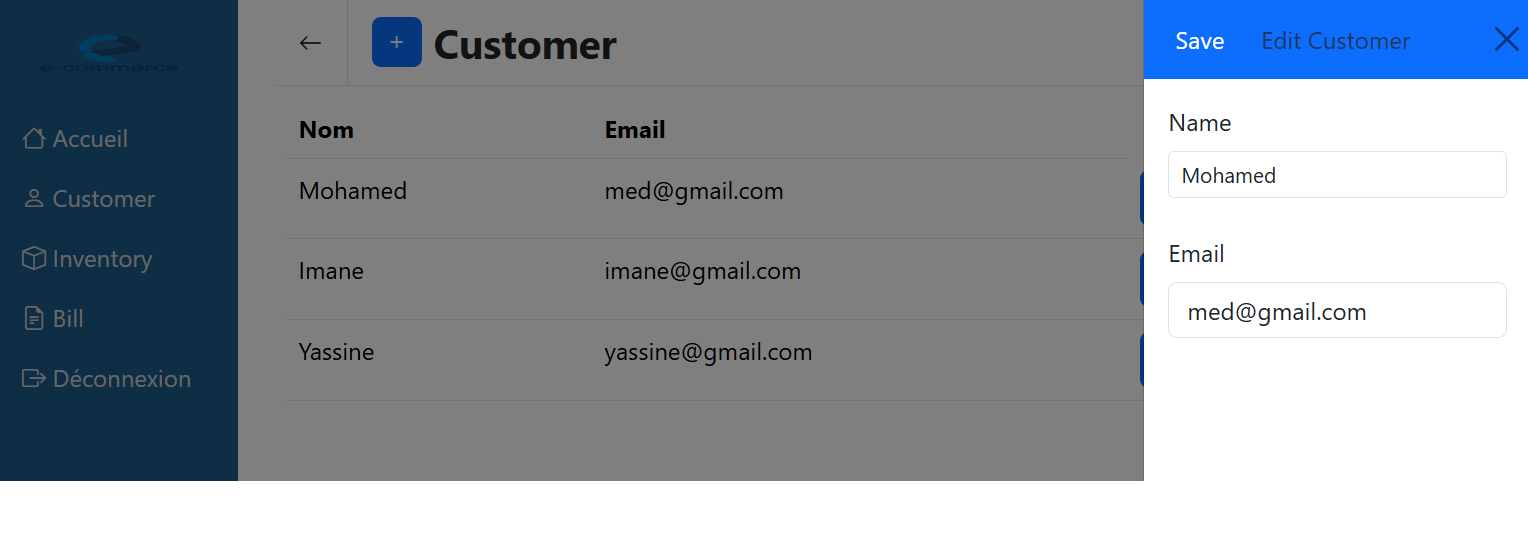 e-commerce
Accueil
Customer
Inventory
Bill
Déconnexion
← + Customer
Nom Email
Mohamed med@gmail.com
Imane imane@gmail.com
Yassine yassine@gmail.com
Save Edit Customer
Name
Mohamed
Email
med@gmail.com